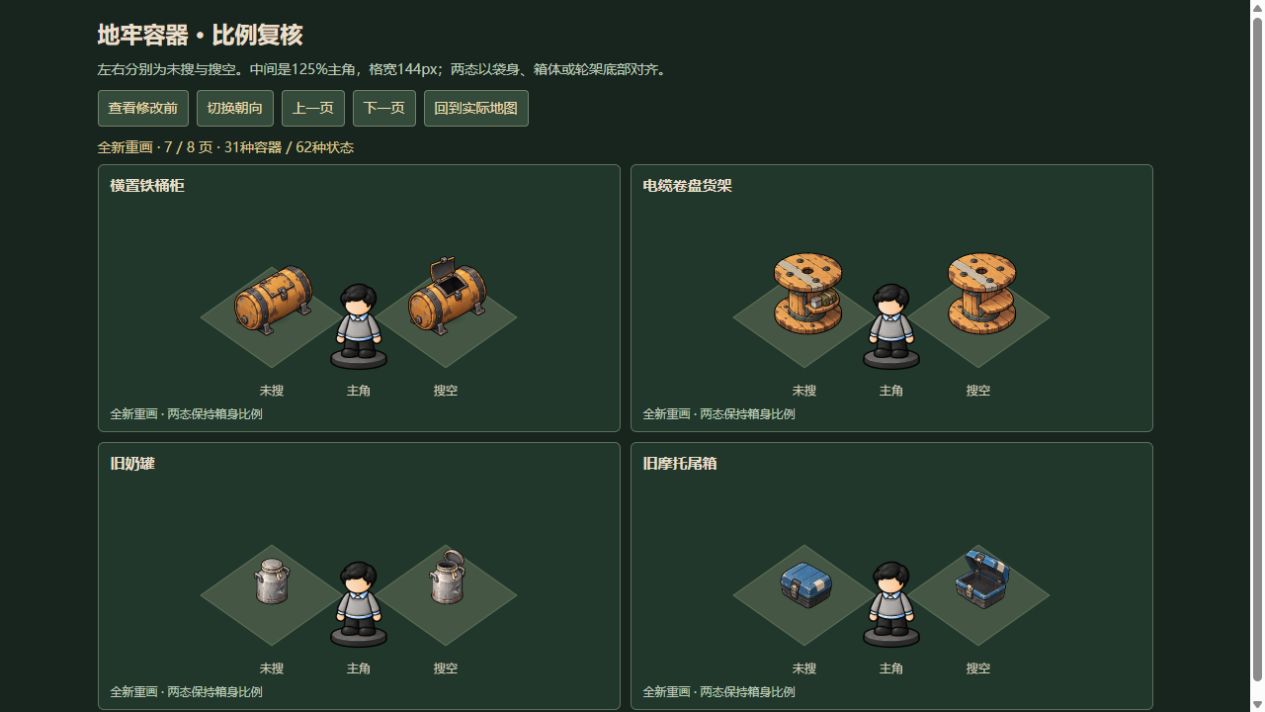 地牢容器 · 比例复核
左右分别为未搜与搜空。中间是125%主角，格宽144px；两态以袋身、箱体或轮架底部对齐。
查看修改前 切换朝向 上一页 下一页 回到实际地图
全新重画 · 7 / 8 页 · 31种容器 / 62种状态
横置铁桶柜
未搜 主角 搜空
全新重画 · 两态保持箱身比例
电缆卷盘货架
未搜 主角 搜空
全新重画 · 两态保持箱身比例
旧奶罐
未搜 主角 搜空
全新重画 · 两态保持箱身比例
旧摩托尾箱
未搜 主角 搜空
全新重画 · 两态保持箱身比例